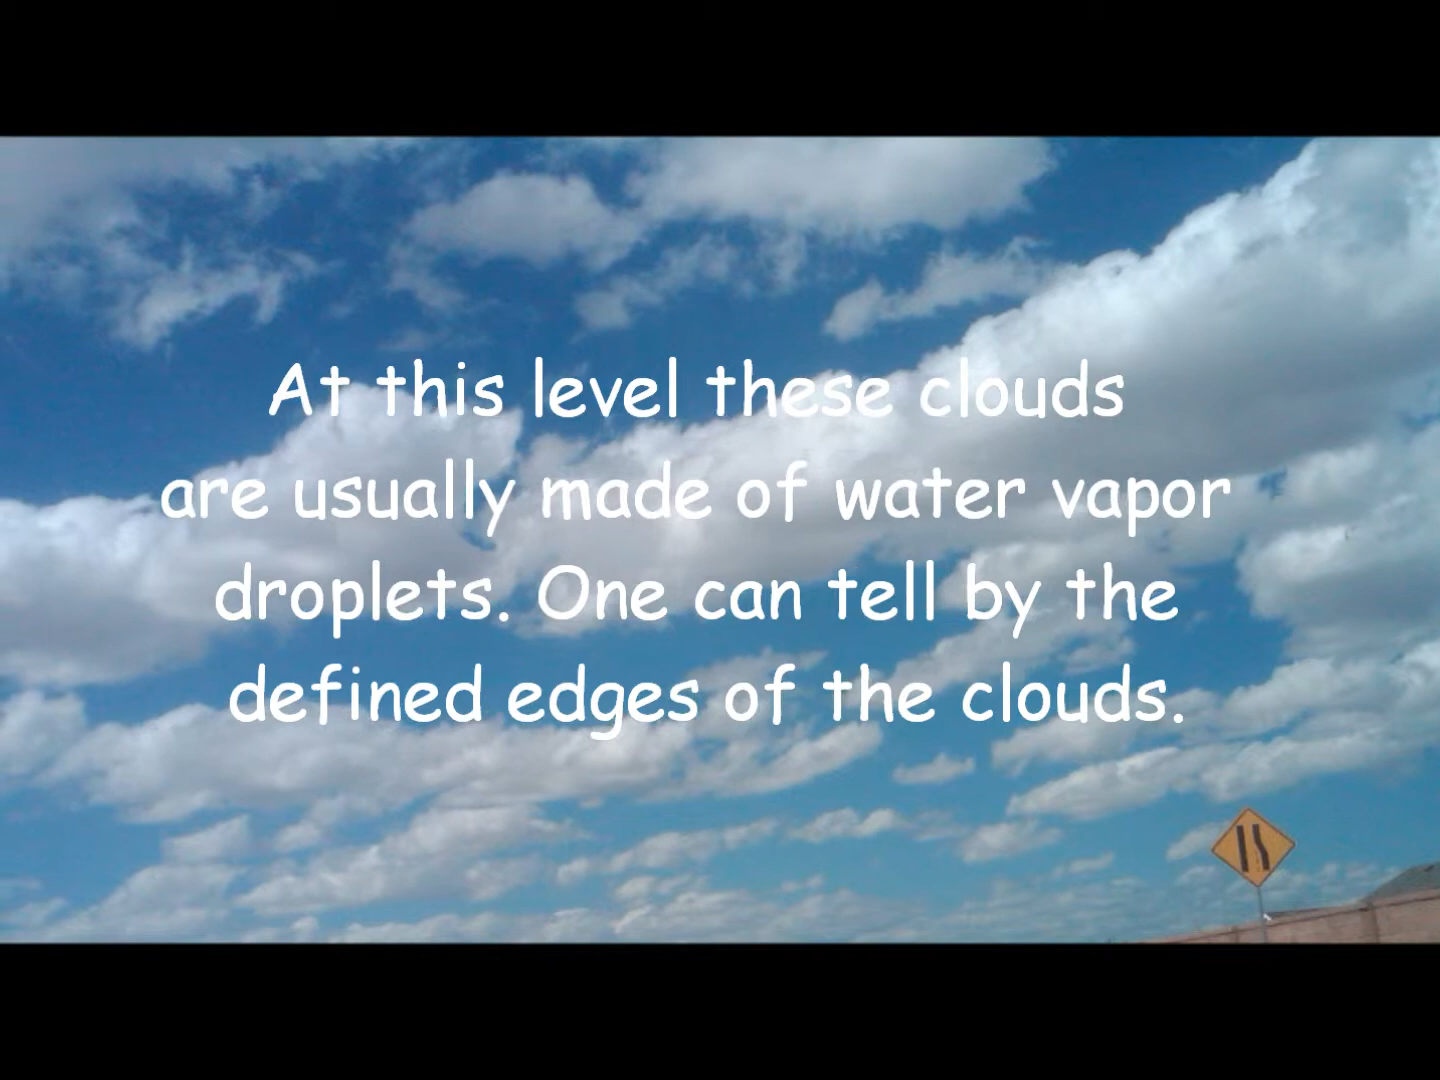 At this level these clouds
are usually made of water vapor
droplets. One can tell by the
defined edges of the clouds.